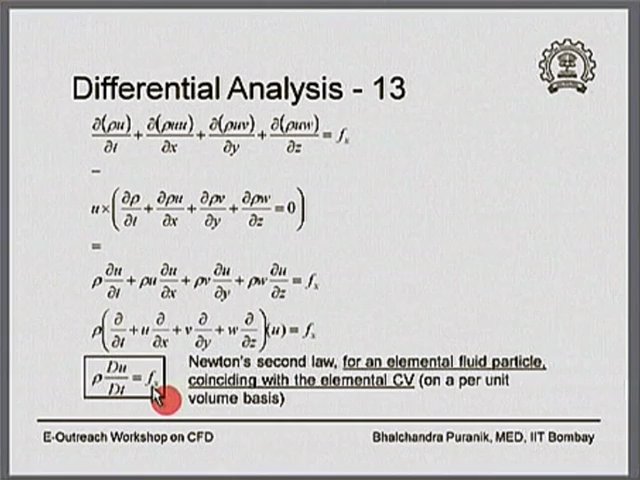 Differential Analysis - 13
∂(ρu)/∂t + ∂(ρuu)/∂x + ∂(ρuv)/∂y + ∂(ρuw)/∂z = fₓ
−
u×(∂ρ/∂t + ∂ρu/∂x + ∂ρv/∂y + ∂ρw/∂z = 0)
=
ρ ∂u/∂t + ρu ∂u/∂x + ρv ∂u/∂y + ρw ∂u/∂z = fₓ
ρ(∂/∂t + u ∂/∂x + v ∂/∂y + w ∂/∂z)(u) = fₓ
ρ Du/Dt = fₓ
Newton's second law, for an elemental fluid particle,
coinciding with the elemental CV (on a per unit
volume basis)
E-Outreach Workshop on CFD
Bhalchandra Puranik, MED, IIT Bombay